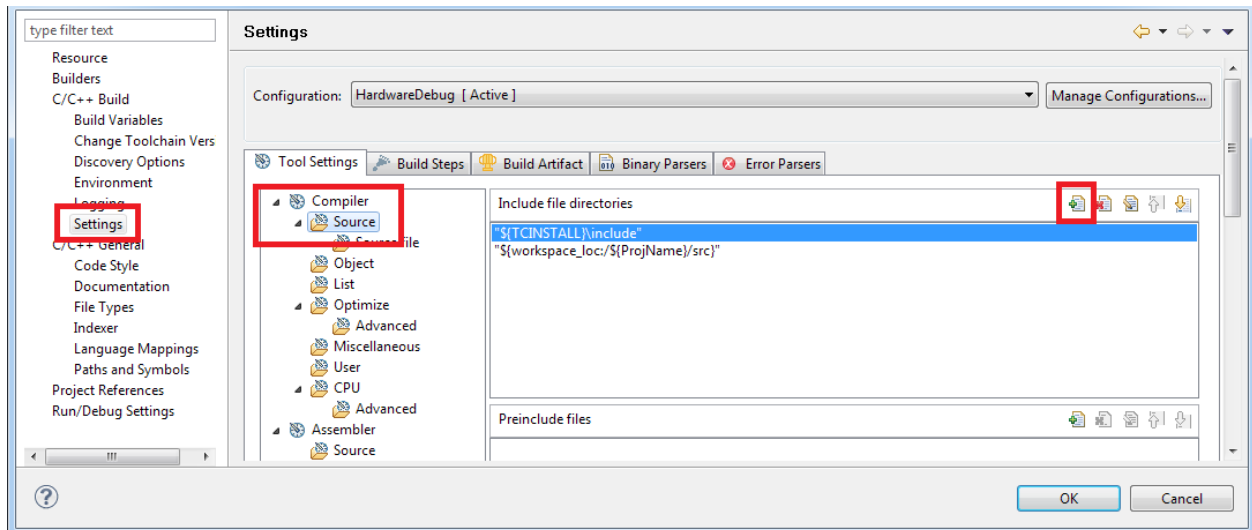 type filter text
Resource
Builders
C/C++ Build
Build Variables
Change Toolchain Vers
Discovery Options
Environment
Logging
Settings
C/C++ General
Code Style
Documentation
File Types
Indexer
Language Mappings
Paths and Symbols
Project References
Run/Debug Settings
Settings
Configuration: HardwareDebug [ Active ] Manage Configurations...
Tool Settings Build Steps Build Artifact Binary Parsers Error Parsers
Compiler
Source
Source File
Object
List
Optimize
Advanced
Miscellaneous
User
CPU
Advanced
Assembler
Source
Include file directories
"${TCINSTALL}\include"
"${workspace_loc:/${ProjName}/src}"
Preinclude files
OK Cancel